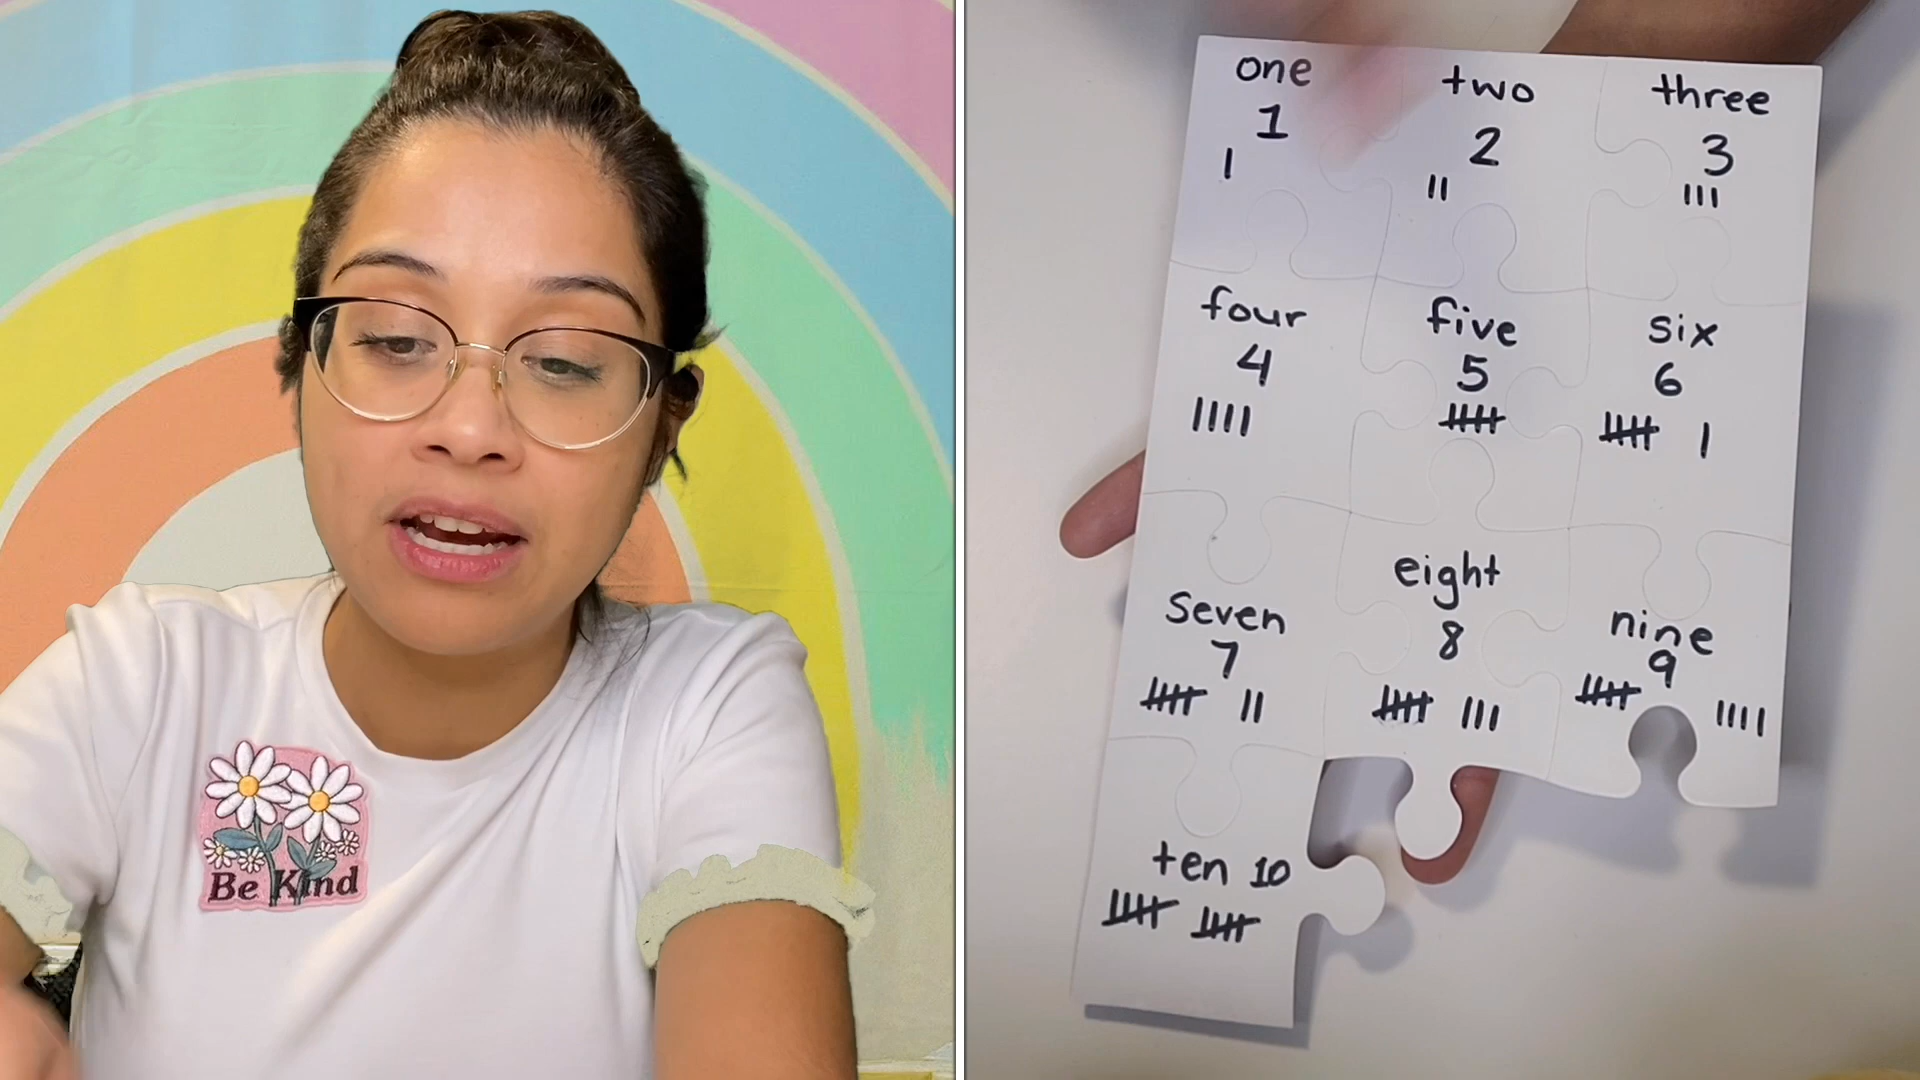 Be Kind
one
1
two
2
three
3
four
4
five
5
six
6
seven
7
eight
8
nine
9
ten 10